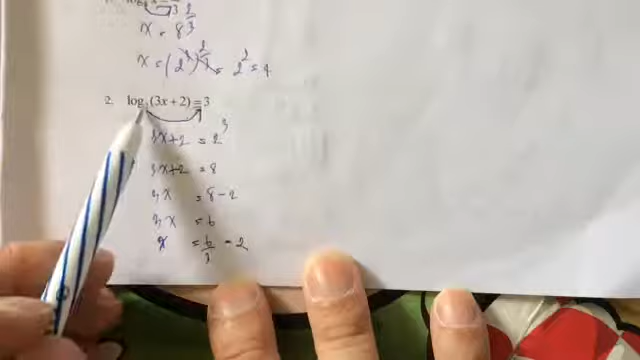 x = 8^{2/3}
x = (2^3)^{2/3} = 2^2 = 4
2. log₂(3x + 2) = 3
3x+2 = 2^3
3x+2 = 8
3x = 8 - 2
3x = 6
x = 6/3 = 2